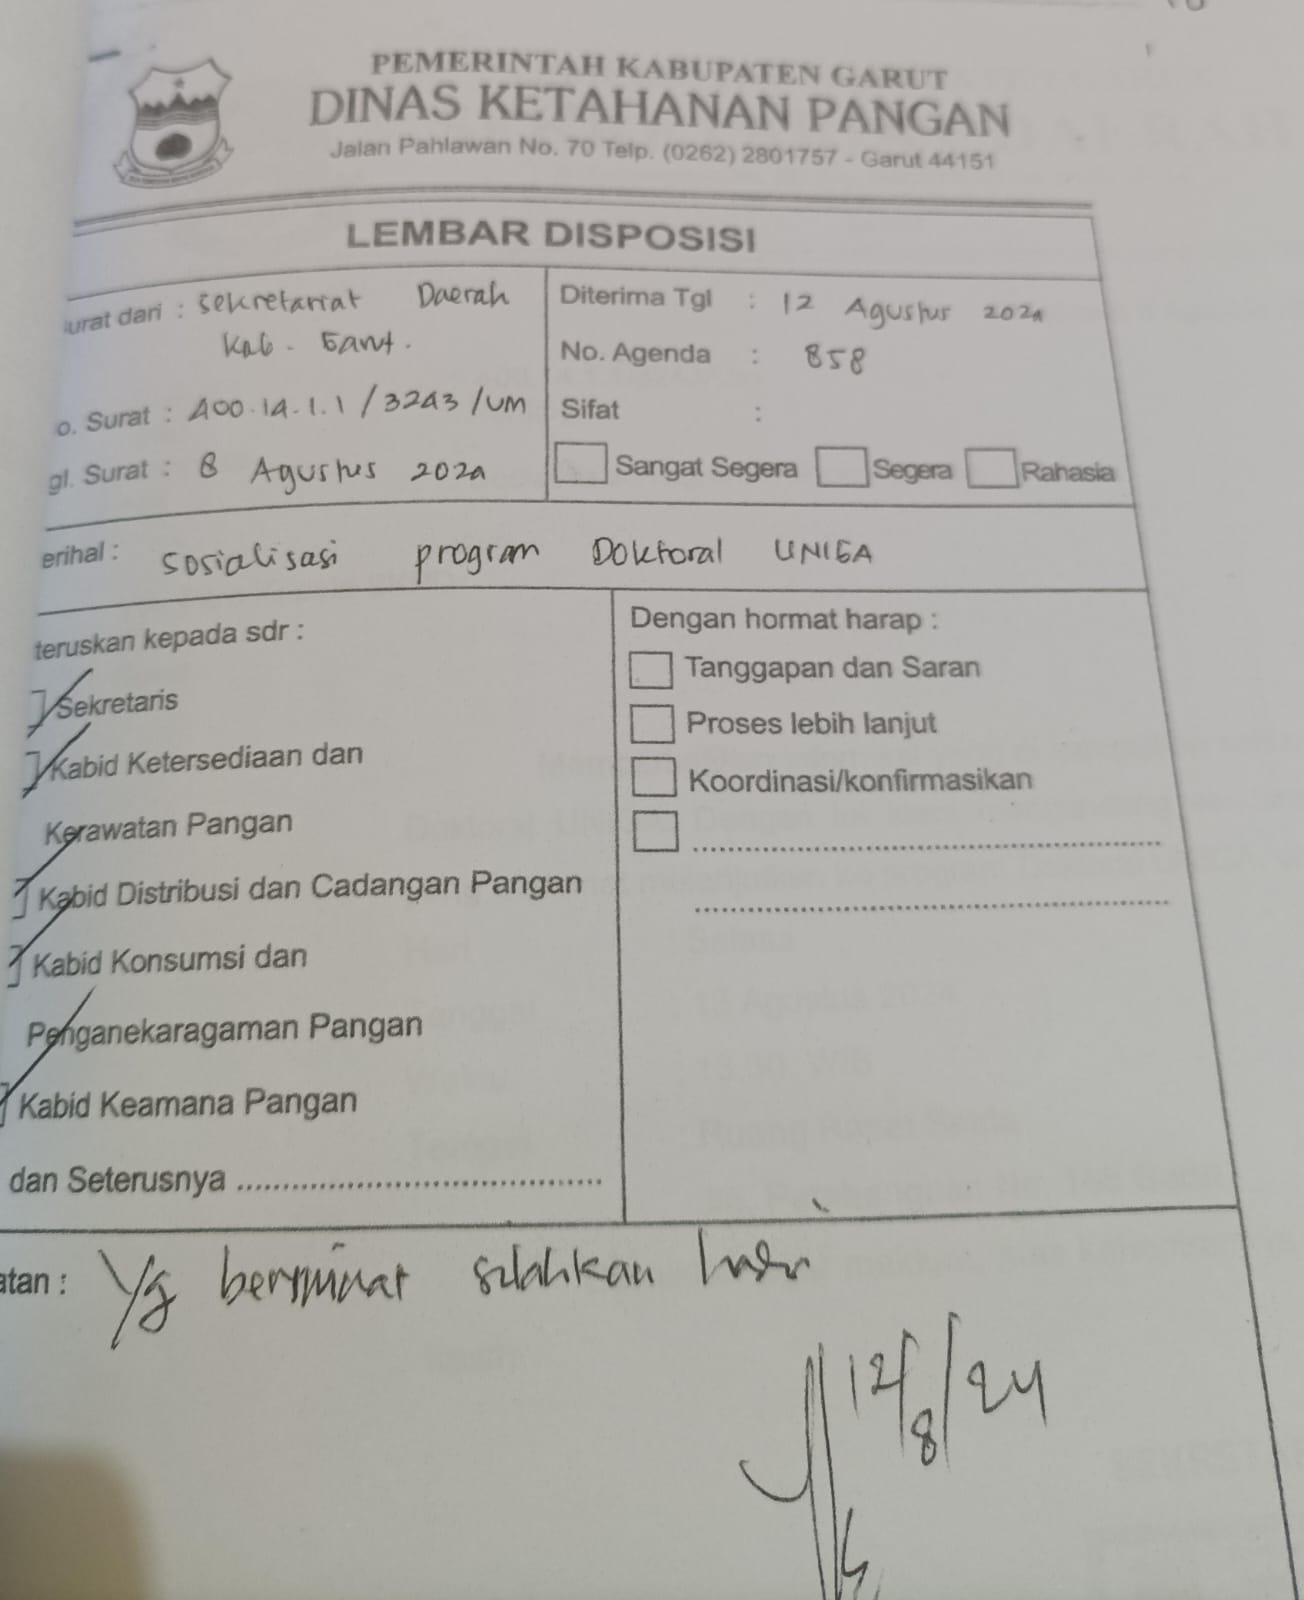 PEMERINTAH KABUPATEN GARUT
DINAS KETAHANAN PANGAN
Jalan Pahlawan No. 70 Telp. (0262) 2801757 - Garut 44151
LEMBAR DISPOSISI
urat dari : Sekretariat Daerah
Kab. Garut.
o. Surat : 400.14.1.1/3243/UM
gl. Surat : 8 Agustus 2024
Diterima Tgl : 12 Agustus 2024
No. Agenda : 858
Sifat :
Sangat Segera Segera Rahasia
erihal : Sosialisasi program Doktoral UNIGA
teruskan kepada sdr :
Sekretaris
Kabid Ketersediaan dan
Kerawatan Pangan
Kabid Distribusi dan Cadangan Pangan
Kabid Konsumsi dan
Penganekaragaman Pangan
Kabid Keamana Pangan
dan Seterusnya ........................................
Dengan hormat harap :
Tanggapan dan Saran
Proses lebih lanjut
Koordinasi/konfirmasikan
atan : Yg berminat silahkan hadir
12/8/24